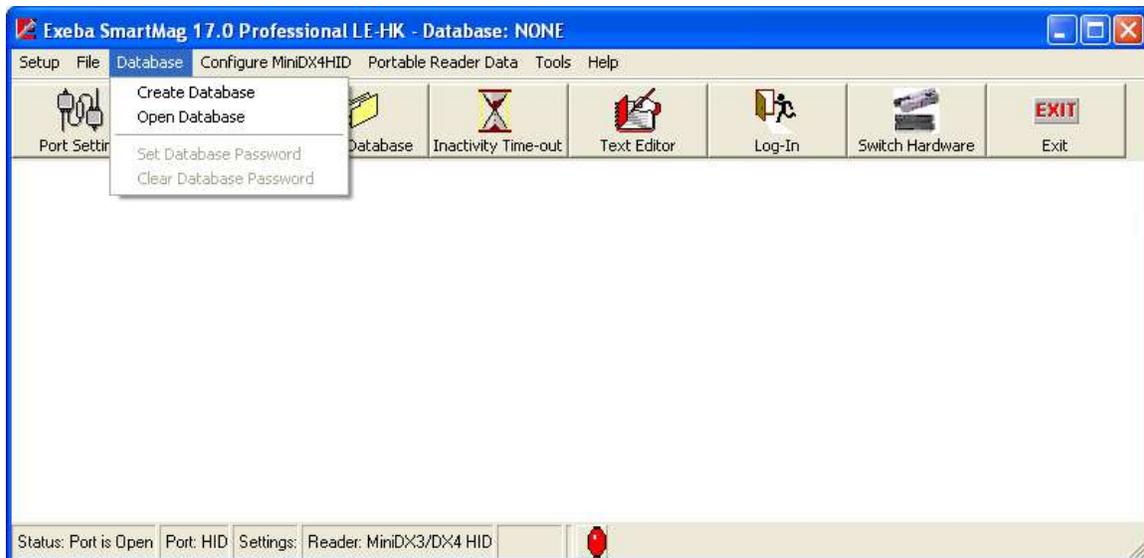 Exeba SmartMag 17.0 Professional LE-HK - Database: NONE
Setup File Database Configure MiniDX4HID Portable Reader Data Tools Help
Create Database
Open Database
Set Database Password
Clear Database Password
Port Settin Database Inactivity Time-out Text Editor Log-In Switch Hardware EXIT Exit
Status: Port is Open Port: HID Settings: Reader: MiniDX3/DX4 HID